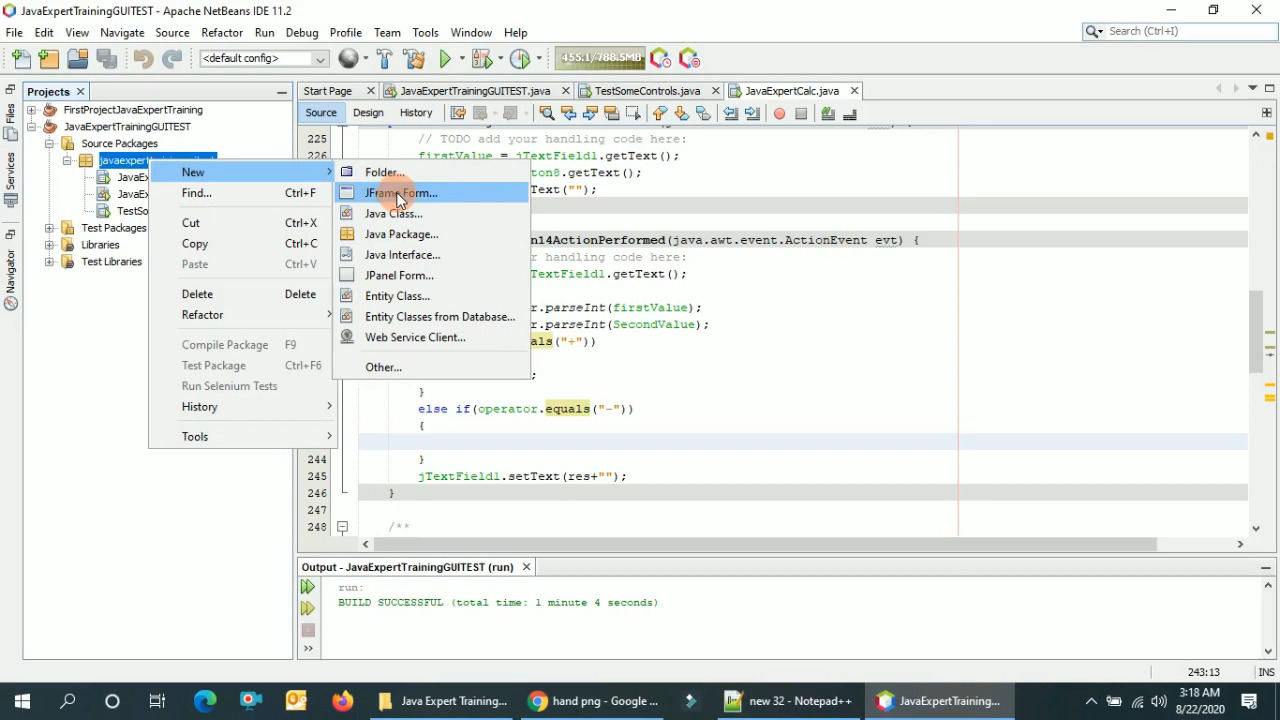 JavaExpertTrainingGUITEST - Apache NetBeans IDE 11.2
File Edit View Navigate Source Refactor Run Debug Profile Team Tools Window Help
Search (Ctrl+I)
<default config>
455.1/788.5MB
Projects
Start Page
JavaExpertTrainingGUITEST.java
TestSomeControls.java
JavaExpertCalc.java
Source Design History
Files
Services
Navigator
FirstProjectJavaExpertTraining
JavaExpertTrainingGUITEST
Source Packages
JavaEx
JavaEx
TestSo
Test Packages
Libraries
Test Libraries
New
Find... Ctrl+F
Cut Ctrl+X
Copy Ctrl+C
Paste Ctrl+V
Delete Delete
Refactor
Compile Package F9
Test Package Ctrl+F6
Run Selenium Tests
History
Tools
Folder...
JFrame Form...
Java Class...
Java Package...
Java Interface...
JPanel Form...
Entity Class...
Entity Classes from Database...
Web Service Client...
Other...
225 // TODO add your handling code here:
226 firstValue = jTextField1.getText();
ton8.getText();
Text("");
n14ActionPerformed(java.awt.event.ActionEvent evt) {
handling code here:
TextField1.getText();
r.parseInt(firstValue);
r.parseInt(SecondValue);
als("+"))
;
}
else if(operator.equals("-"))
{
244 }
245 jTextField1.setText(res+"");
246 }
247
248 /**
Output - JavaExpertTrainingGUITEST (run)
run:
BUILD SUCCESSFUL (total time: 1 minute 4 seconds)
243:13 INS
Java Expert Training...
hand png - Google ...
new 32 - Notepad++
JavaExpertTraining...
3:18 AM
8/22/2020